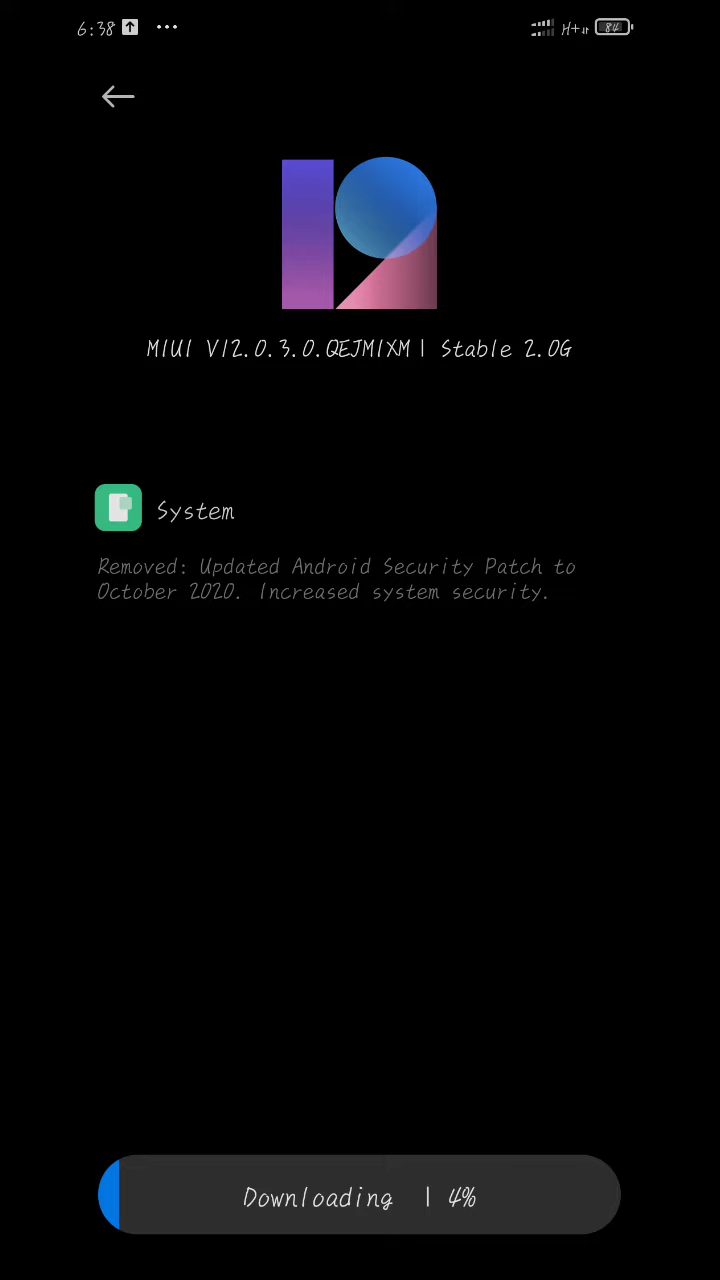 6:38
H+
84
MIUI V12.0.3.0.QEJMIXM | Stable 2.0G
System
Removed: Updated Android Security Patch to
October 2020. Increased system security.
Downloading | 4%